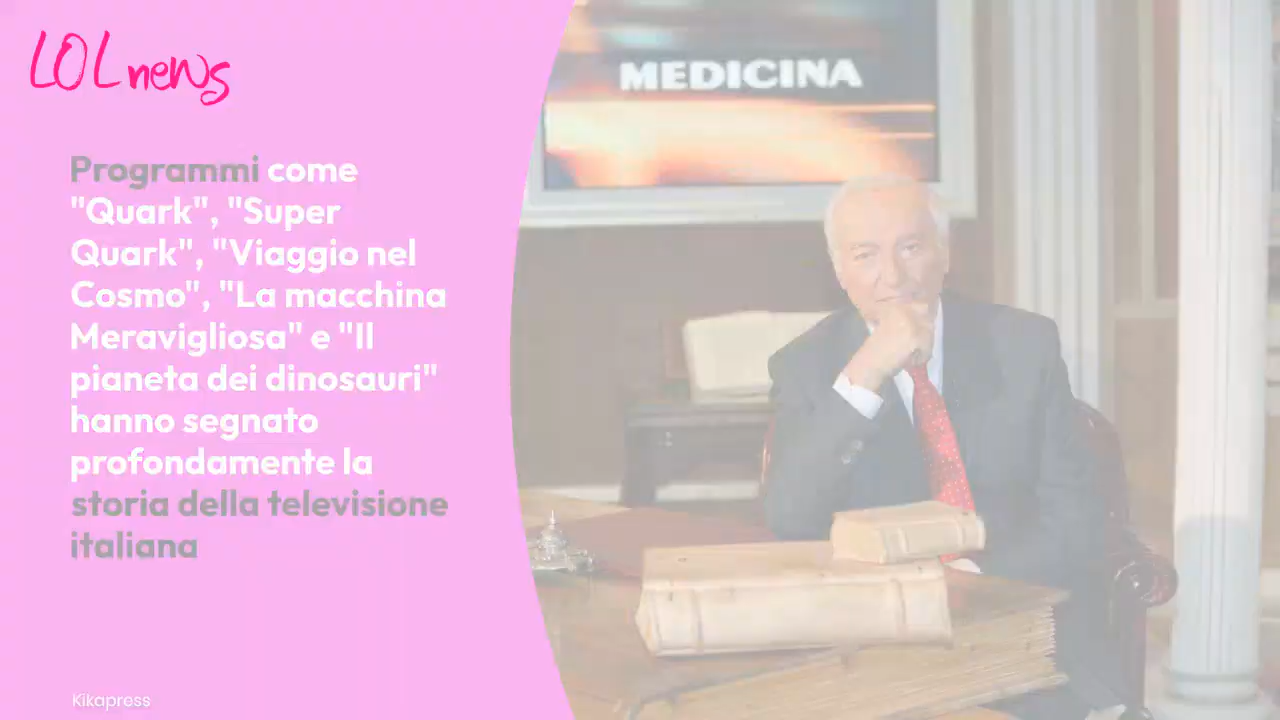 LOL news
MEDICINA
Programmi come
"Quark", "Super
Quark", "Viaggio nel
Cosmo", "La macchina
Meravigliosa" e "Il
pianeta dei dinosauri"
hanno segnato
profondamente la
storia della televisione
italiana
Kikapress